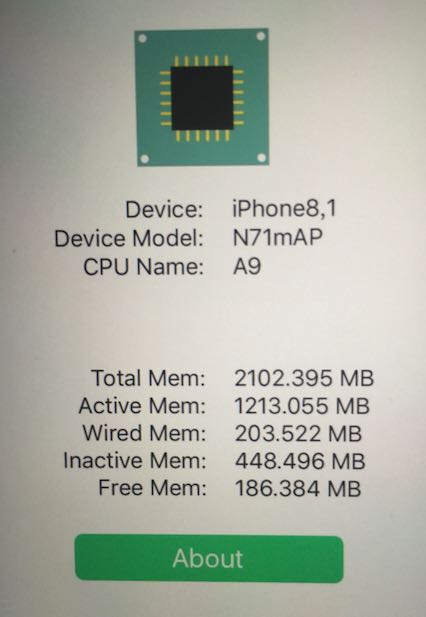 Device: iPhone8,1
Device Model: N71mAP
CPU Name: A9
Total Mem: 2102.395 MB
Active Mem: 1213.055 MB
Wired Mem: 203.522 MB
Inactive Mem: 448.496 MB
Free Mem: 186.384 MB
About